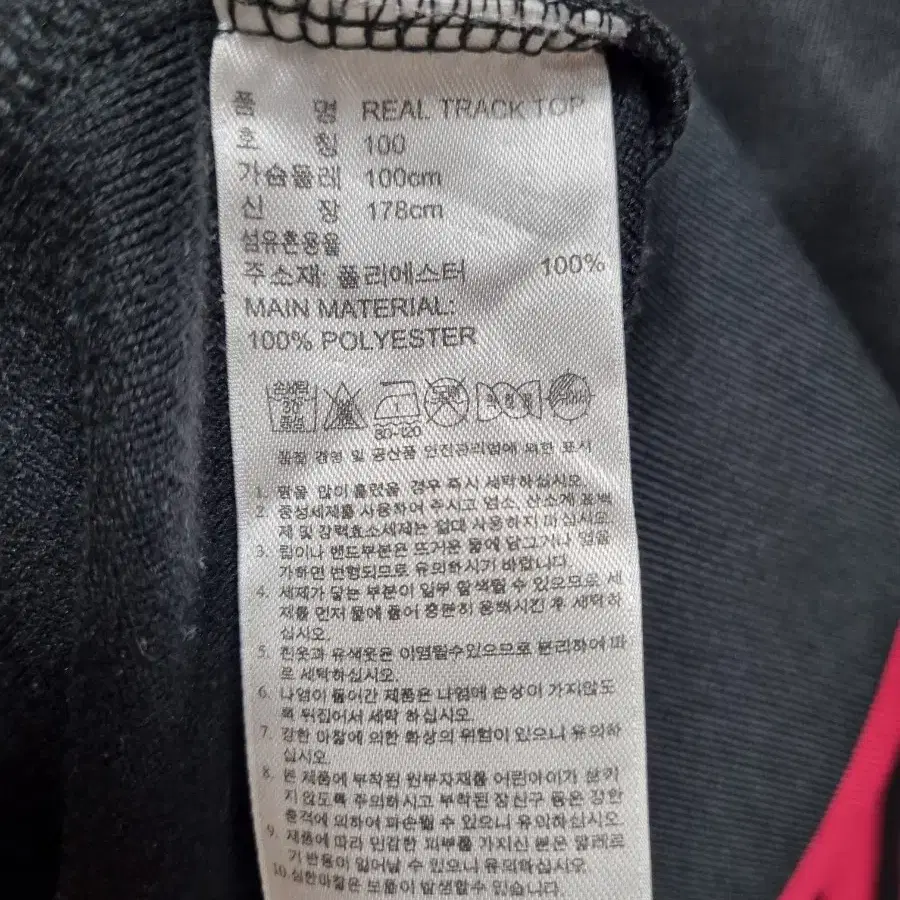 품 명 REAL TRACK TOP
호 칭 100
가슴둘레 100cm
신 장 178cm
섬유혼용율
주소재: 폴리에스터 100%
MAIN MATERIAL:
100% POLYESTER
손세탁
30°
중성
80~120
드라이
약하게
품질 경영 및 공산품 안전관리법에 의한 표시
1. 땀을 많이 흘렸을 경우 즉시 세탁하십시오.
2. 중성세제를 사용하여 주시고 염소, 산소계 표백
제 및 강력효소세제는 절대 사용하지 마십시오.
3. 립이나 밴드부분은 뜨거운 물에 담그거나 열을
가하면 변형되므로 유의하시기 바랍니다.
4. 세제가 닿는 부분이 일부 탈색될 수 있으므로 세
제를 먼저 물에 풀어 충분히 용해시킨 후 세탁하
십시오.
5. 흰옷과 유색옷은 이염될수있으므로 분리하여 따
로 세탁하십시오.
6. 나염이 들어간 제품은 나염에 손상이 가지않도
록 뒤집어서 세탁 하십시오.
7. 강한 마찰에 의한 화상의 위험이 있으니 유의하
십시오.
8. 본 제품에 부착된 원부자재를 어린아이가 삼키
지 않도록 주의하시고 부착된 장신구 등은 강한
충격에 의하여 파손될 수 있으니 유의하십시오.
9. 제품에 따라 민감한 피부를 가지신 분은 알레르
기 반응이 일어날 수 있으니 유의하십시오.
10. 심한마찰은 보풀이 발생할수 있습니다.